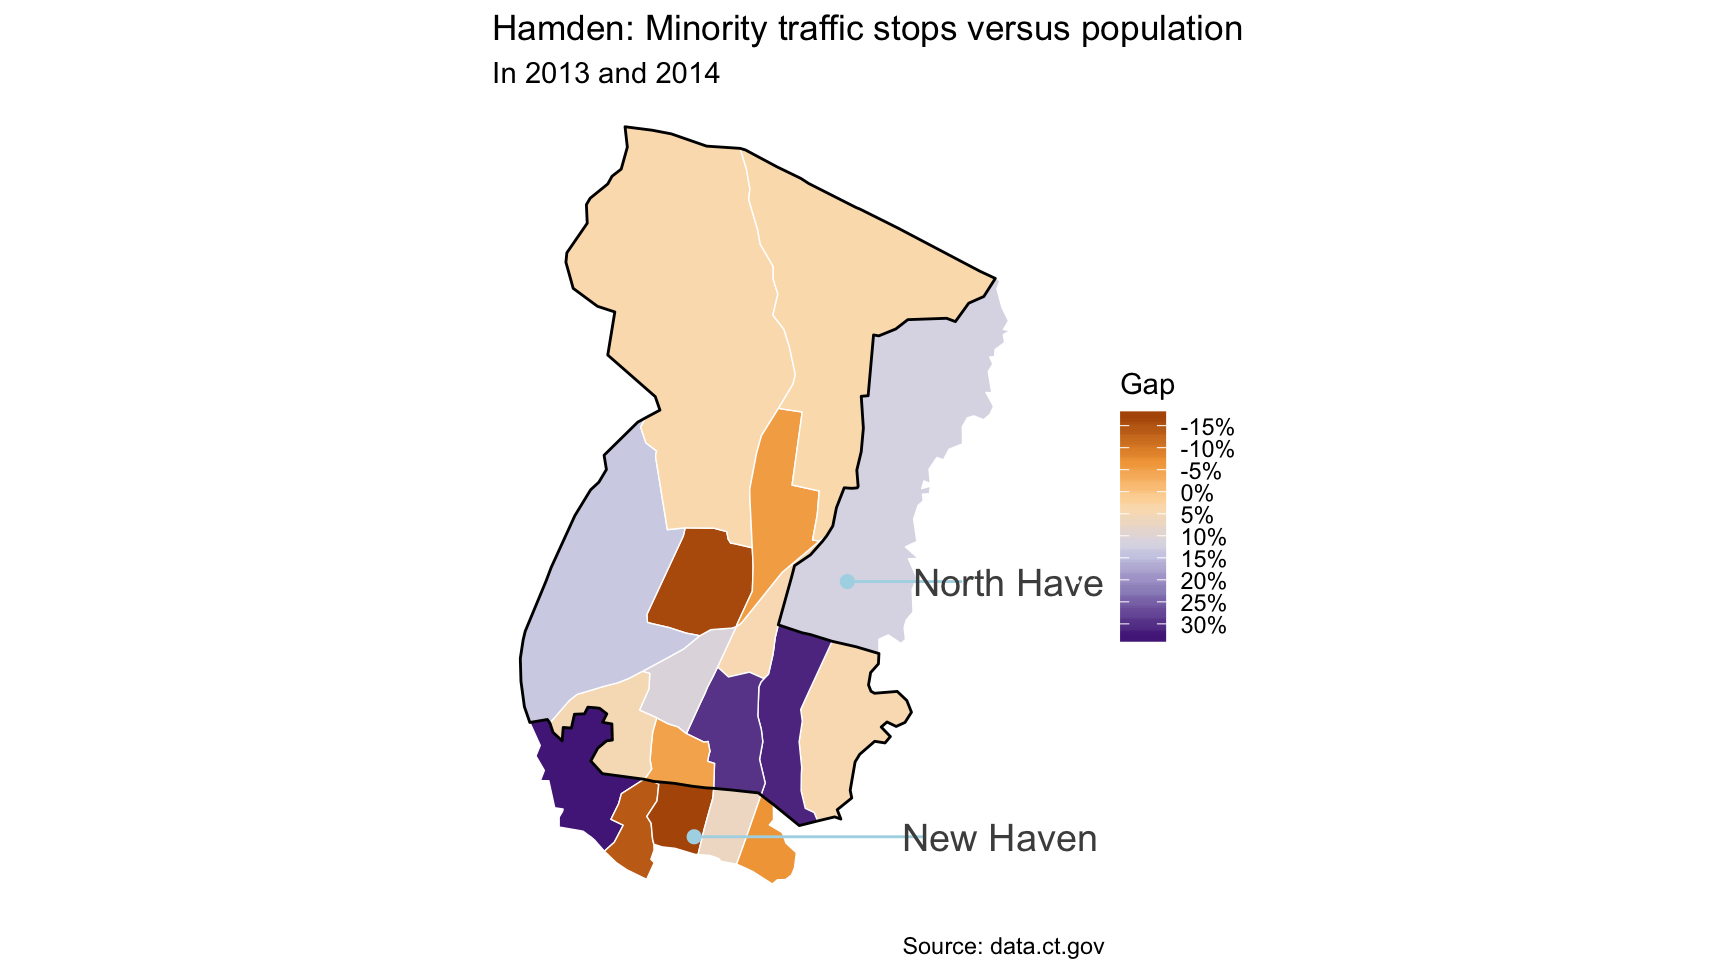 Hamden: Minority traffic stops versus population
In 2013 and 2014
Gap
-15%
-10%
-5%
0%
5%
10%
15%
20%
25%
30%
North Have
New Haven
Source: data.ct.gov